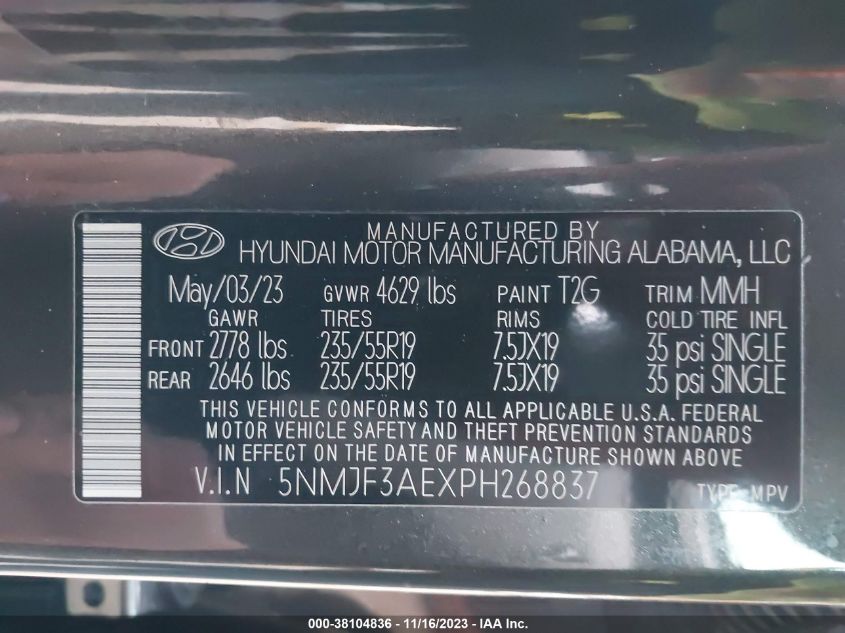 MANUFACTURED BY
HYUNDAI MOTOR MANUFACTURING ALABAMA, LLC
May/03/23 GVWR 4629 lbs PAINT T2G TRIM MMH
GAWR TIRES RIMS COLD TIRE INFL
FRONT 2778 lbs 235/55R19 7.5JX19 35 psi SINGLE
REAR 2646 lbs 235/55R19 7.5JX19 35 psi SINGLE
THIS VEHICLE CONFORMS TO ALL APPLICABLE U.S.A. FEDERAL
MOTOR VEHICLE SAFETY AND THEFT PREVENTION STANDARDS
IN EFFECT ON THE DATE OF MANUFACTURE SHOWN ABOVE.
V.I.N 5NMJF3AEXPH268837 TYPE: MPV
000-38104836 - 11/16/2023 - IAA Inc.